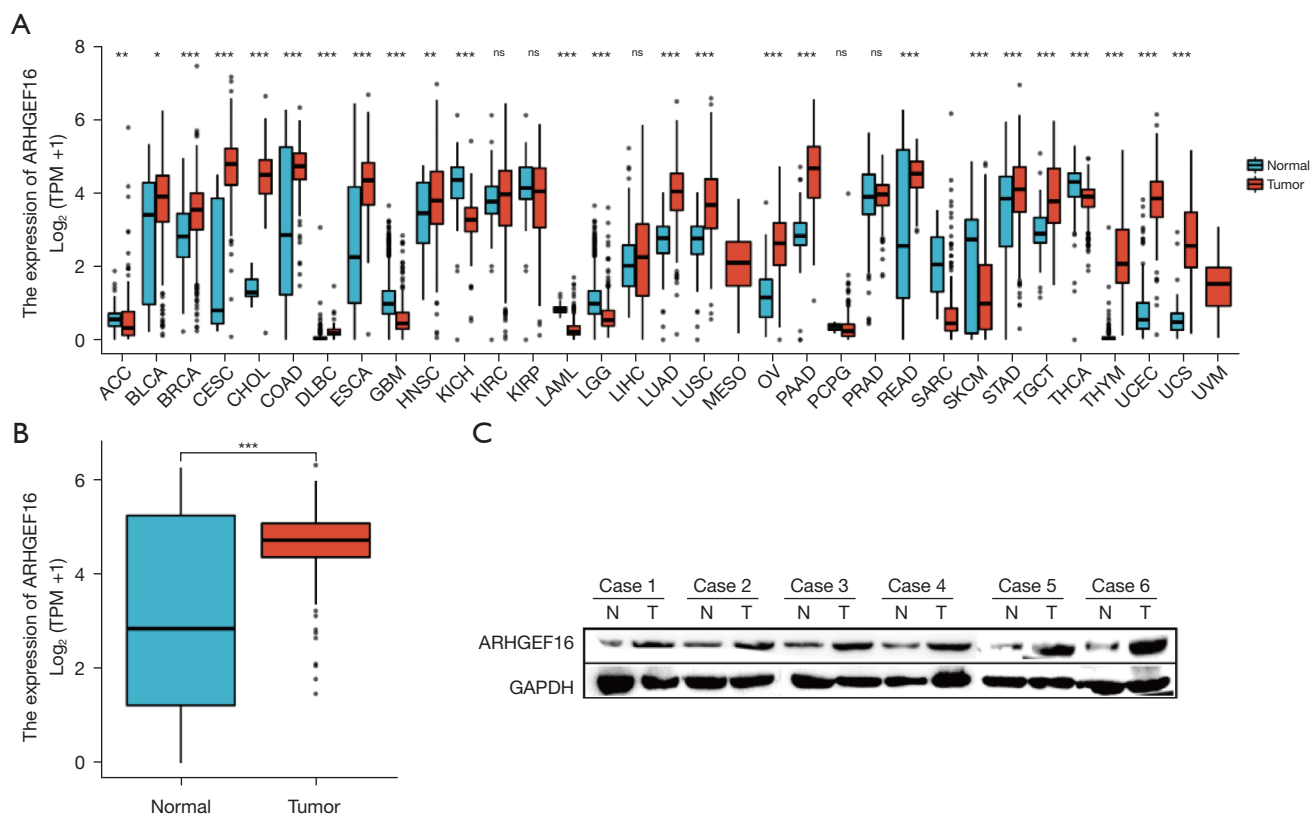 A
The expression of ARHGEF16
Log₂ (TPM +1)
8
6
4
2
0
** * *** *** *** *** *** *** *** ** *** ns ns *** *** ns *** *** *** *** ns ns *** *** *** *** *** *** *** ***
Normal
Tumor
ACC BLCA BRCA CESC CHOL COAD DLBC ESCA GBM HNSC KICH KIRC KIRP LAML LGG LIHC LUAD LUSC MESO OV PAAD PCPG PRAD READ SARC SKCM STAD TGCT THCA THYM UCEC UCS UVM
B
The expression of ARHGEF16
Log₂ (TPM +1)
6
4
2
0
***
Normal Tumor
C
Case 1 Case 2 Case 3 Case 4 Case 5 Case 6
N T N T N T N T N T N T
ARHGEF16
GAPDH